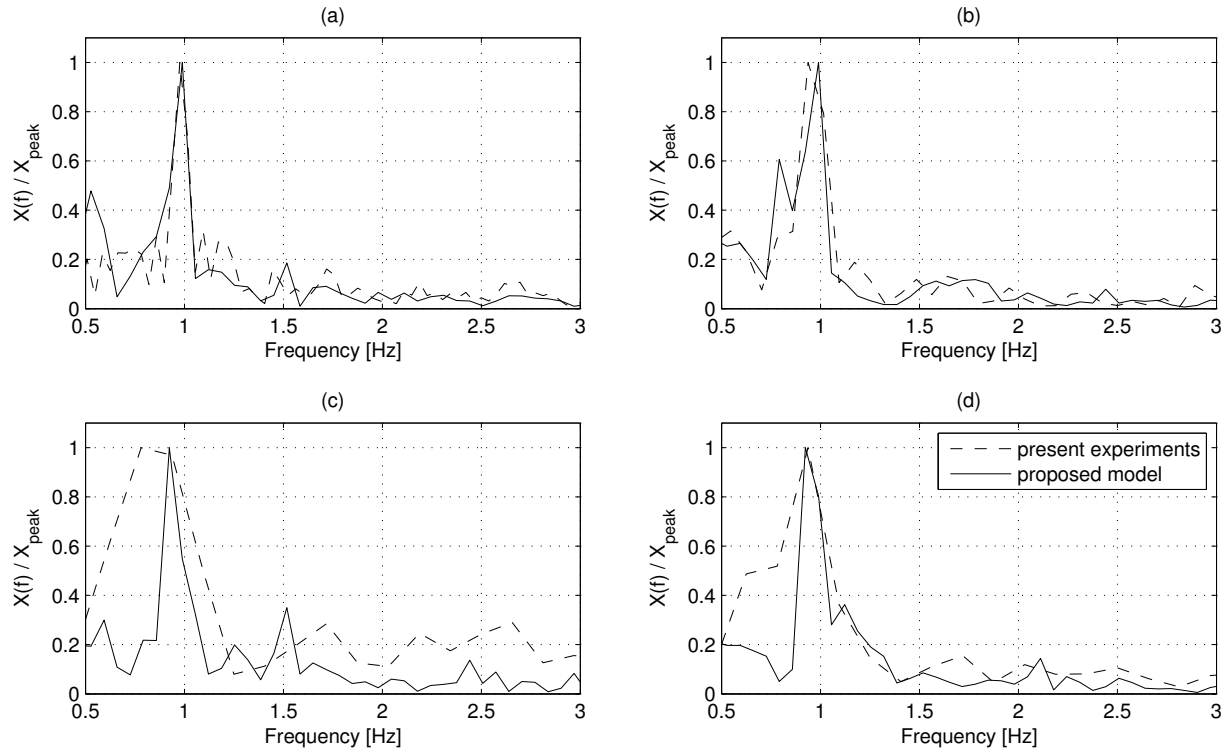 (a)
1
0.8
0.6
0.4
0.2
0
X(f) / X_peak
0.5 1 1.5 2 2.5 3
Frequency [Hz]
(b)
1
0.8
0.6
0.4
0.2
0
X(f) / X_peak
0.5 1 1.5 2 2.5 3
Frequency [Hz]
(c)
1
0.8
0.6
0.4
0.2
0
X(f) / X_peak
0.5 1 1.5 2 2.5 3
Frequency [Hz]
(d)
present experiments
proposed model
1
0.8
0.6
0.4
0.2
0
X(f) / X_peak
0.5 1 1.5 2 2.5 3
Frequency [Hz]